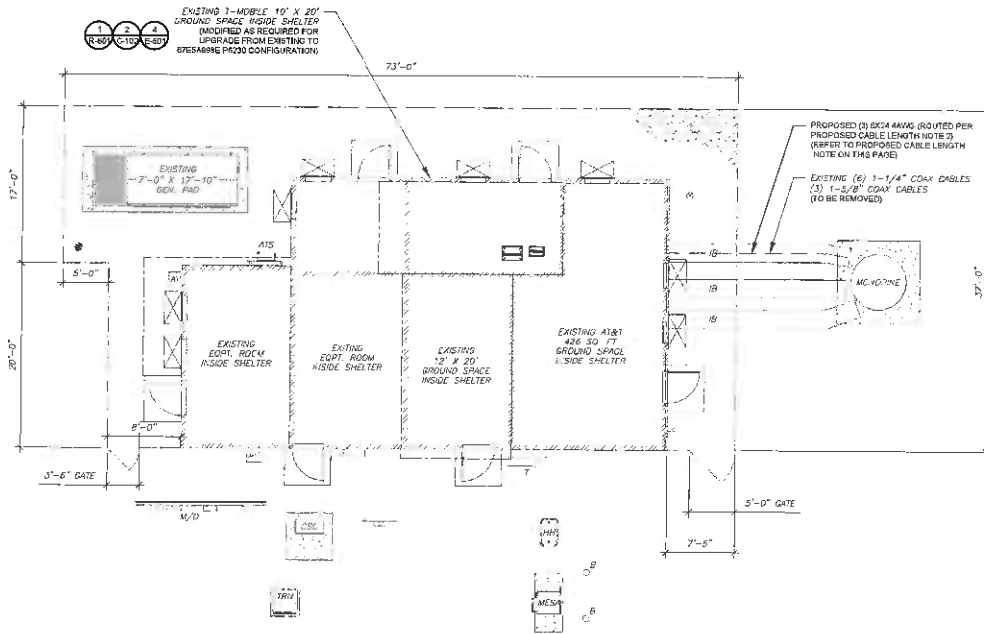 EXISTING T-MOBILE 10' X 20'
GROUND SPACE INSIDE SHELTER
(MODIFIED AS REQUIRED FOR
UPGRADE FROM EXISTING TO
CONFIGURATION)
1 2 4
R-601 C-102 E-501
73'-0"
17'-0"
EXISTING
7'-0" X 17'-10"
GEN. PAD
PROPOSED (3) 6X24 4AWG (ROUTED PER
PROPOSED CABLE LENGTH NOTE 2)
(REFER TO PROPOSED CABLE LENGTH
NOTE ON THIS PAGE)
EXISTING (6) 1-1/4" COAX CABLES
(3) 1-5/8" COAX CABLES
(TO BE REMOVED)
M
ATS
5'-0"
IB
IB
IB
MONOPINE
37'-0"
20'-0"
EXISTING
EQPT. ROOM
INSIDE SHELTER
EXITING
EQPT. ROOM
INSIDE SHELTER
EXISTING
12' X 20'
GROUND SPACE
INSIDE SHELTER
EXISTING AT&T
426 SQ FT
GROUND SPACE
INSIDE SHELTER
8'-0"
3'-6" GATE
T
5'-0" GATE
M/D
7'-5"
CSC
HH
TRN
MESA
B
B